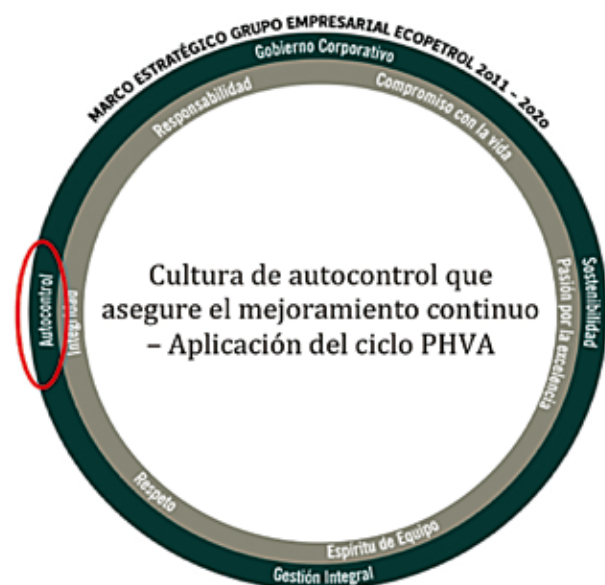 MARCO ESTRATÉGICO GRUPO EMPRESARIAL ECOPETROL 2011 – 2020
Gobierno Corporativo
Responsabilidad
Compromiso con la vida
Autocontrol
Integridad
Cultura de autocontrol que
asegure el mejoramiento continuo
– Aplicación del ciclo PHVA
Pasión por la excelencia
Sostenibilidad
Respeto
Espíritu de Equipo
Gestión Integral